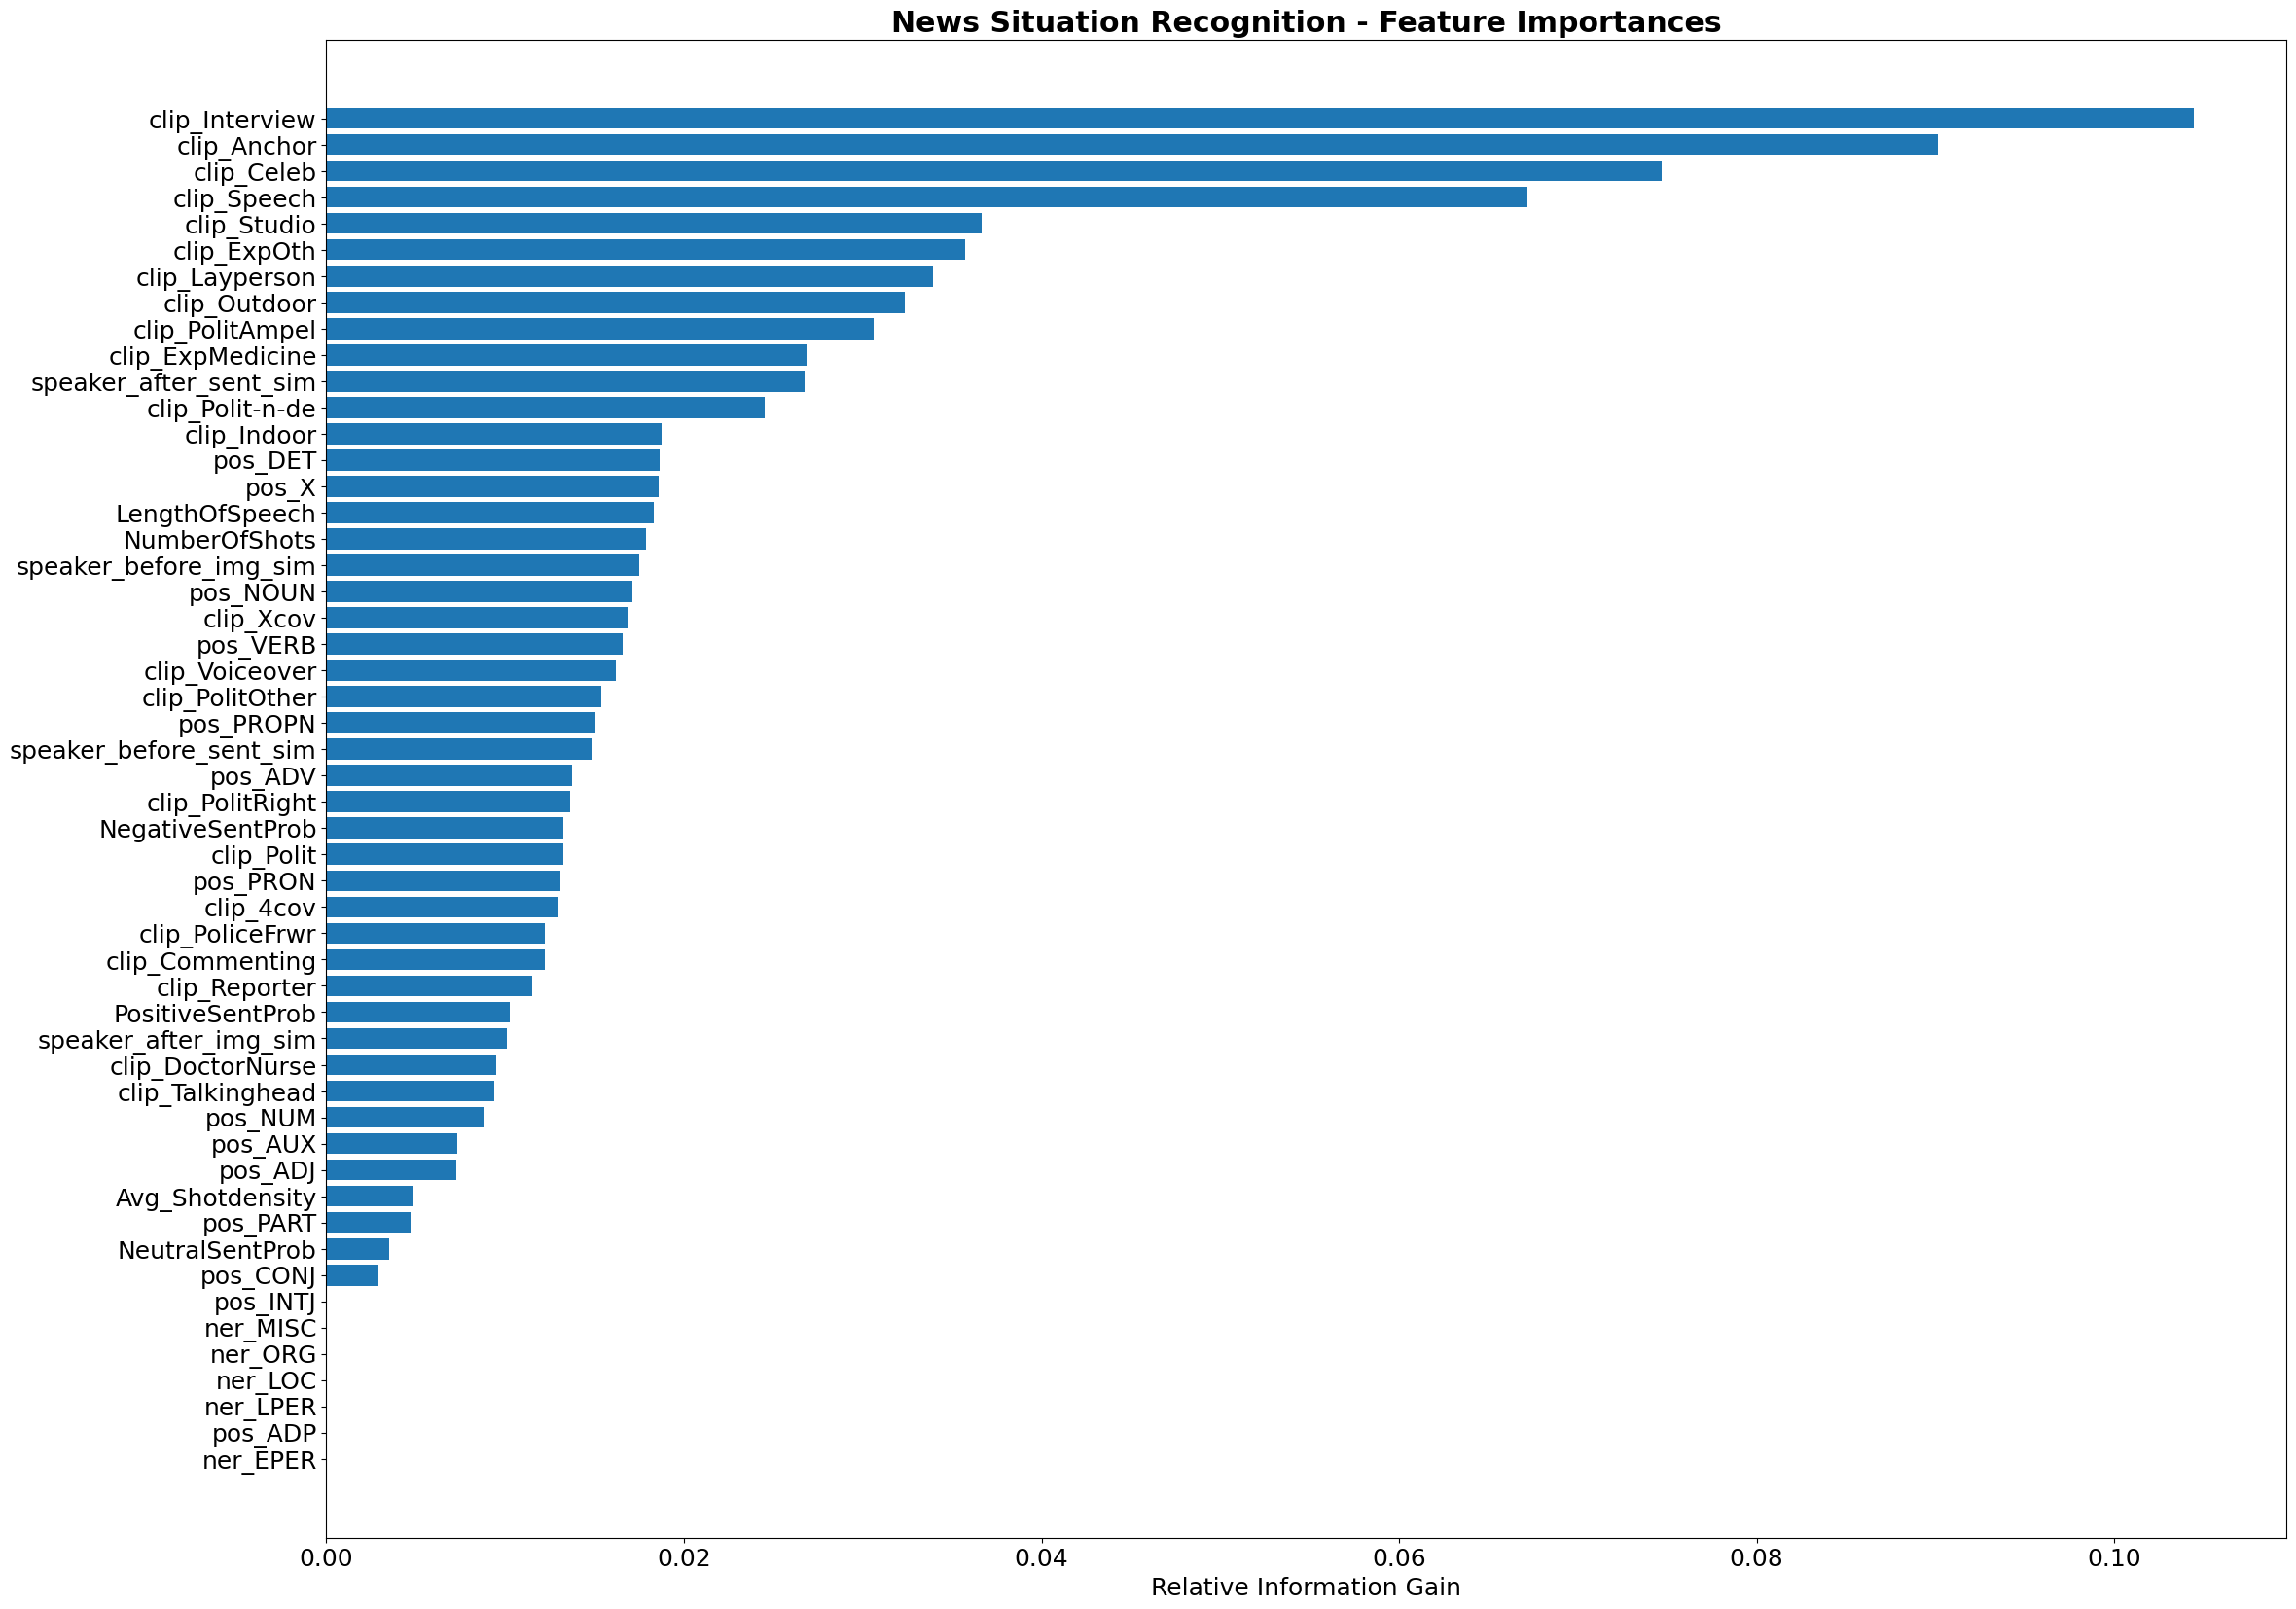 News Situation Recognition - Feature Importances
clip_Interview
clip_Anchor
clip_Celeb
clip_Speech
clip_Studio
clip_ExpOth
clip_Layperson
clip_Outdoor
clip_PolitAmpel
clip_ExpMedicine
speaker_after_sent_sim
clip_Polit-n-de
clip_Indoor
pos_DET
pos_X
LengthOfSpeech
NumberOfShots
speaker_before_img_sim
pos_NOUN
clip_Xcov
pos_VERB
clip_Voiceover
clip_PolitOther
pos_PROPN
speaker_before_sent_sim
pos_ADV
clip_PolitRight
NegativeSentProb
clip_Polit
pos_PRON
clip_4cov
clip_PoliceFrwr
clip_Commenting
clip_Reporter
PositiveSentProb
speaker_after_img_sim
clip_DoctorNurse
clip_Talkinghead
pos_NUM
pos_AUX
pos_ADJ
Avg_Shotdensity
pos_PART
NeutralSentProb
pos_CONJ
pos_INTJ
ner_MISC
ner_ORG
ner_LOC
ner_LPER
pos_ADP
ner_EPER
0.00 0.02 0.04 0.06 0.08 0.10
Relative Information Gain